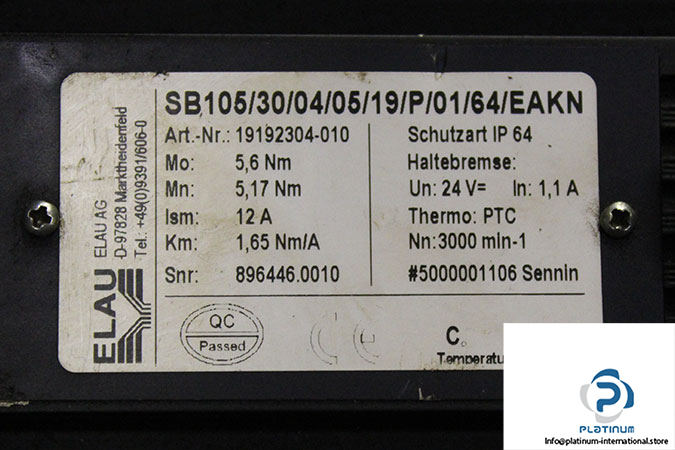 SB105/30/04/05/19/P/01/64/EAKN
Art.-Nr.: 19192304-010
Mo: 5,6 Nm
Mn: 5,17 Nm
Ism: 12 A
Km: 1,65 Nm/A
Snr: 896446.0010
Schutzart IP 64
Haltebremse:
Un: 24 V= In: 1,1 A
Thermo: PTC
Nn: 3000 min-1
#5000001106 Sennin
ELAU
ELAU AG
D-97828 Marktheidenfeld
Tel.: +49(0)9391/606-0
QC
Passed
CE
C.
PLATINUM
Info@platinum-international.store